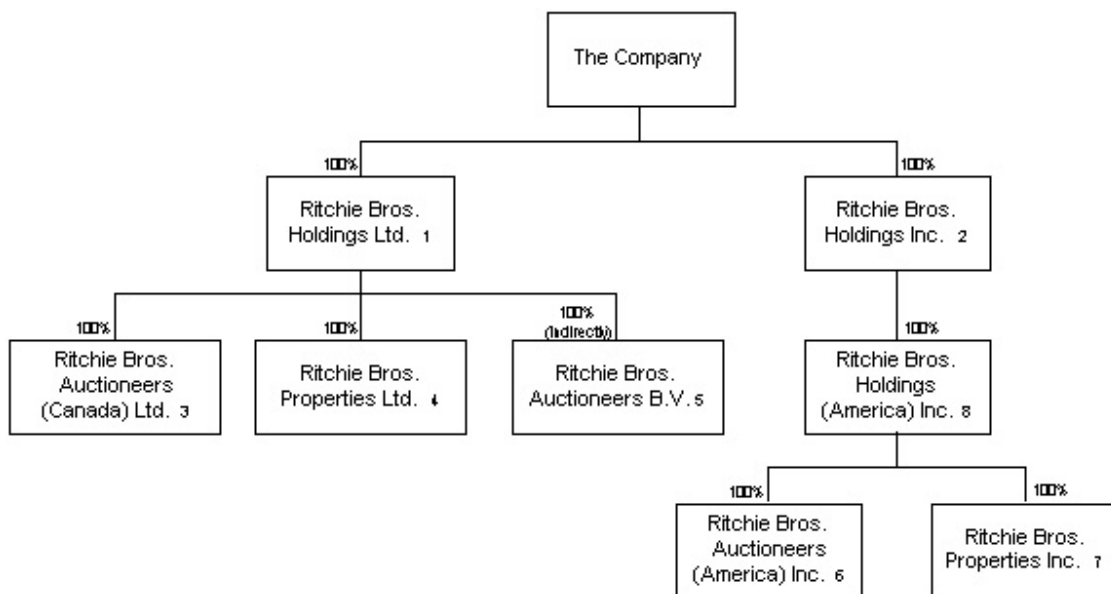 The Company
100%
100%
Ritchie Bros.
Holdings Ltd. 1
Ritchie Bros.
Holdings Inc. 2
100%
100%
100%
(Indirectly)
100%
Ritchie Bros.
Auctioneers
(Canada) Ltd. 3
Ritchie Bros.
Properties Ltd. 4
Ritchie Bros.
Auctioneers B.V. 5
Ritchie Bros.
Holdings
(America) Inc. 8
100%
100%
Ritchie Bros.
Auctioneers
(America) Inc. 6
Ritchie Bros.
Properties Inc. 7